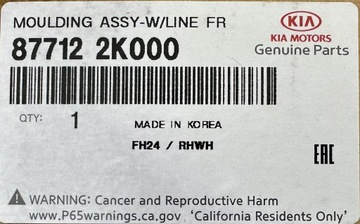 MOULDING ASSY-W/LINE FR
87712 2K000
KIA
KIA MOTORS
Genuine Parts
QTY: 1
MADE IN KOREA
FH24 / RHWH
EAC
WARNING: Cancer and Reproductive Harm
www.P65warnings.ca.gov 'California Residents Only'